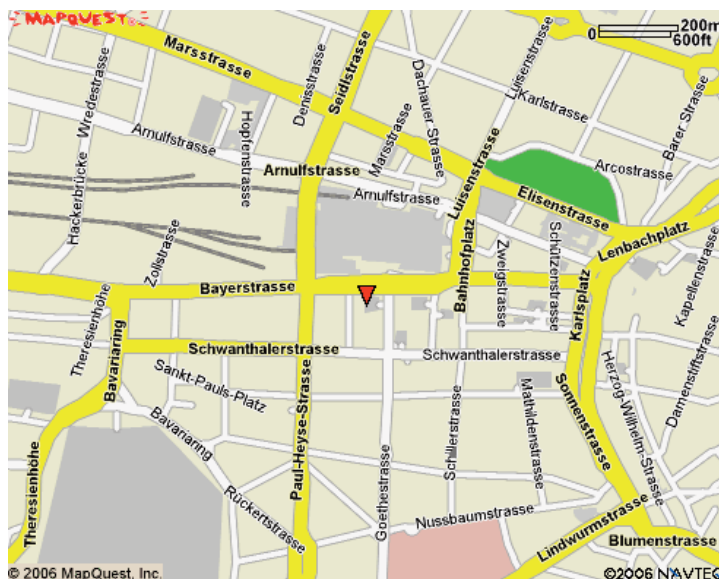 MAPQUEST
200m
0
600ft
Marsstrasse
Seidlstrasse
Denisstrasse
Dachauer Strasse
Luisenstrasse
Karlstrasse
Barer Strasse
Wredestrasse
Hackerbrücke
Arnulfstrasse
Hopfenstrasse
Marsstrasse
Arnulfstrasse
Arnulfstrasse
Luisenstrasse
Arcostrasse
Elisenstrasse
Lenbachplatz
Zollstrasse
Bayerstrasse
Bahnhofplatz
Zweigstrasse
Schützenstrasse
Karlsplatz
Kapellenstrasse
Theresienhöhe
Bavariaring
Schwanthalerstrasse
Schwanthalerstrasse
Sankt-Pauls-Platz
Bavariaring
Paul-Heyse-Strasse
Goethestrasse
Schillerstrasse
Mathildenstrasse
Sonnenstrasse
Herzog-Wilhelm-Strasse
Damenstiftstrasse
Theresienhöhe
Rückertstrasse
Nussbaumstrasse
Lindwurmstrasse
Blumenstrasse
© 2006 MapQuest, Inc.
©2006 NAVTEQ